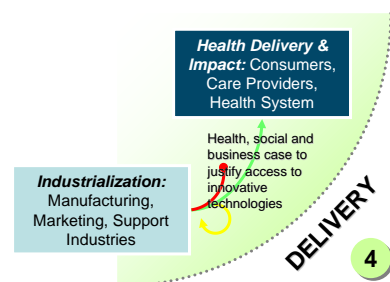 Health Delivery &
Impact: Consumers,
Care Providers,
Health System
Health, social and
business case to
justify access to
innovative
technologies
Industrialization:
Manufacturing,
Marketing, Support
Industries
DELIVERY
4